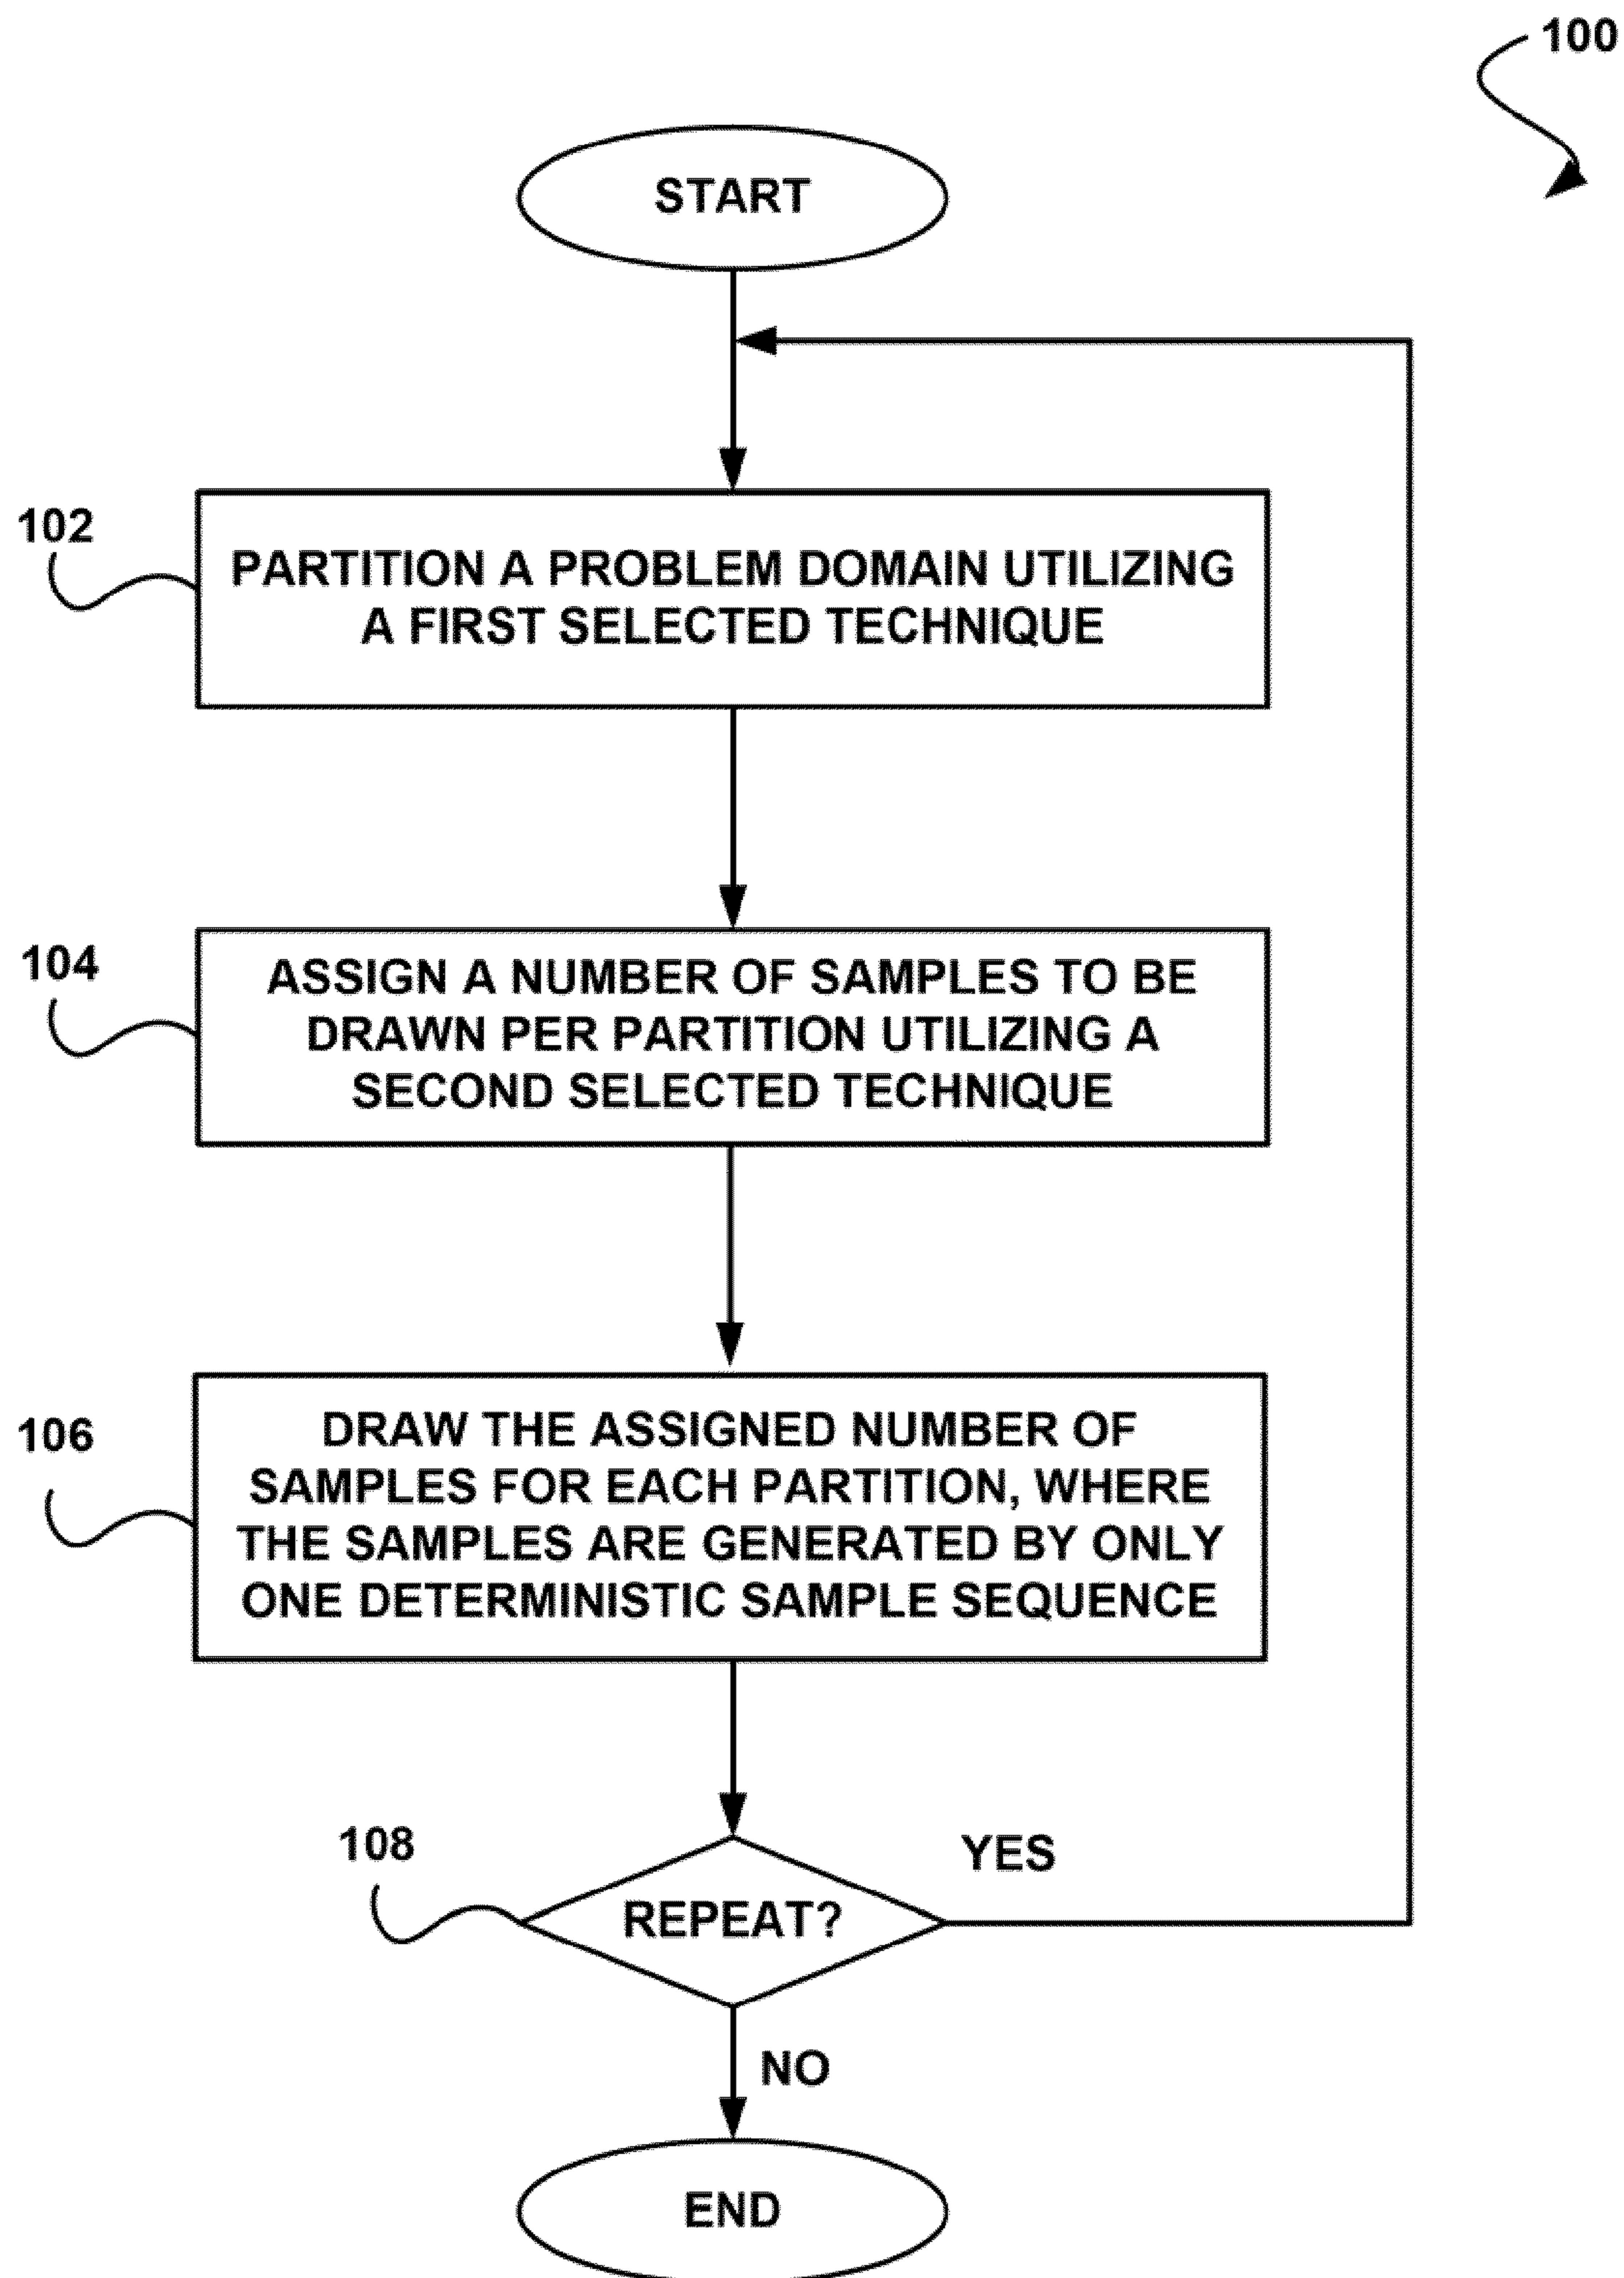 100
START
102
PARTITION A PROBLEM DOMAIN UTILIZING
A FIRST SELECTED TECHNIQUE
104
ASSIGN A NUMBER OF SAMPLES TO BE
DRAWN PER PARTITION UTILIZING A
SECOND SELECTED TECHNIQUE
106
DRAW THE ASSIGNED NUMBER OF
SAMPLES FOR EACH PARTITION, WHERE
THE SAMPLES ARE GENERATED BY ONLY
ONE DETERMINISTIC SAMPLE SEQUENCE
108
YES
REPEAT?
NO
END